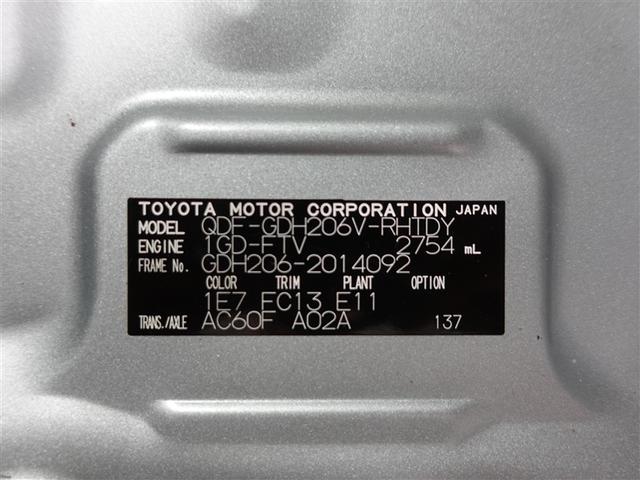 TOYOTA MOTOR CORPORATION JAPAN
MODEL QDF-GDH206V-RHTDY
ENGINE 1GD-FTV 2754 mL
FRAME No. GDH206-2014092
COLOR TRIM PLANT OPTION
1E7 FC13 E11
TRANS./AXLE AC60F A02A 137